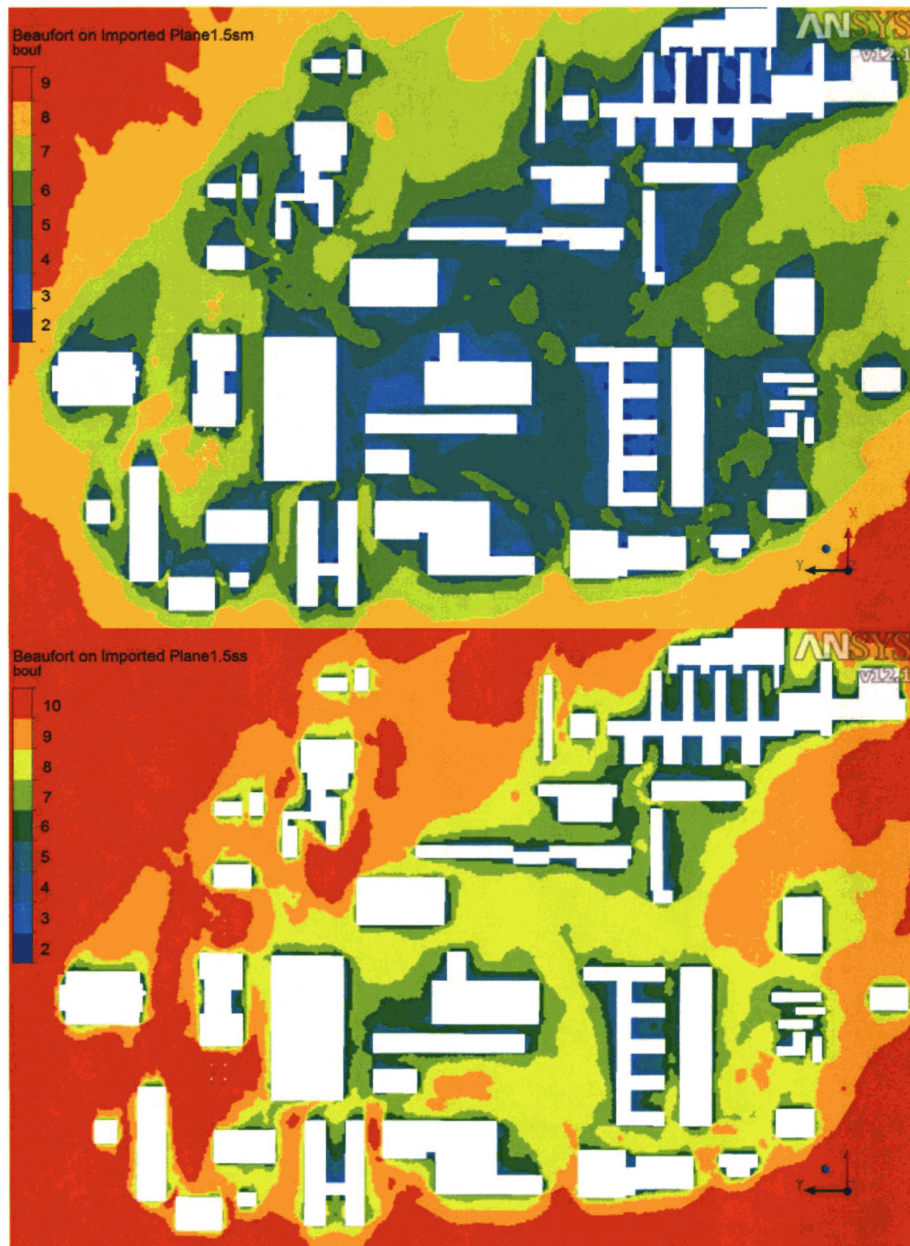 Beaufort on Imported Plane1.5sm
bouf
ANSYS
v12.1
9
8
7
6
5
4
3
2
X
Y
Beaufort on Imported Plane1.5ss
bouf
ANSYS
v12.1
10
9
8
7
6
5
4
3
2
Y